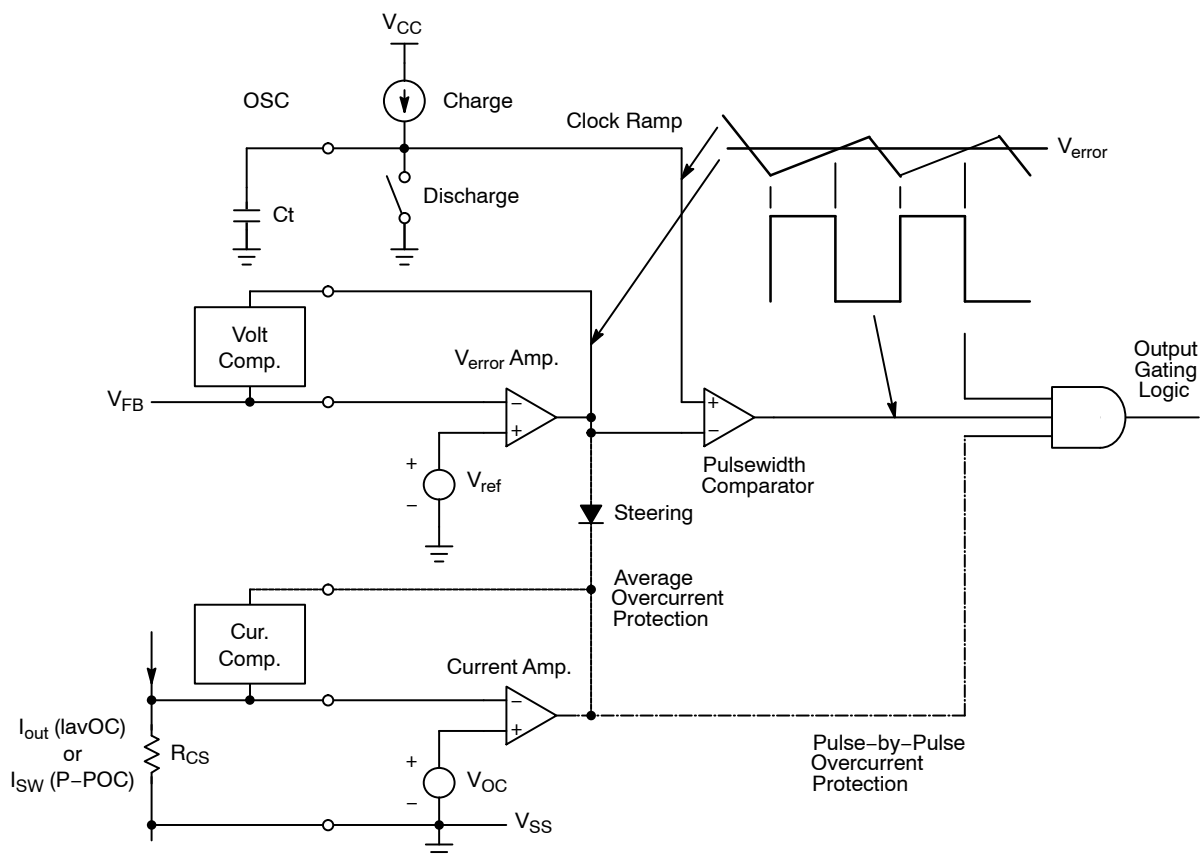 VCC
OSC
Charge
Clock Ramp
Verror
Discharge
Ct
Volt
Comp.
Verror Amp.
Output
Gating
Logic
VFB
−
+
+
−
+
−
Vref
Pulsewidth
Comparator
Steering
Average
Overcurrent
Protection
Cur.
Comp.
Current Amp.
−
+
Iout (lavOC)
or
ISW (P−POC)
RCS
+
−
VOC
Pulse−by−Pulse
Overcurrent
Protection
VSS